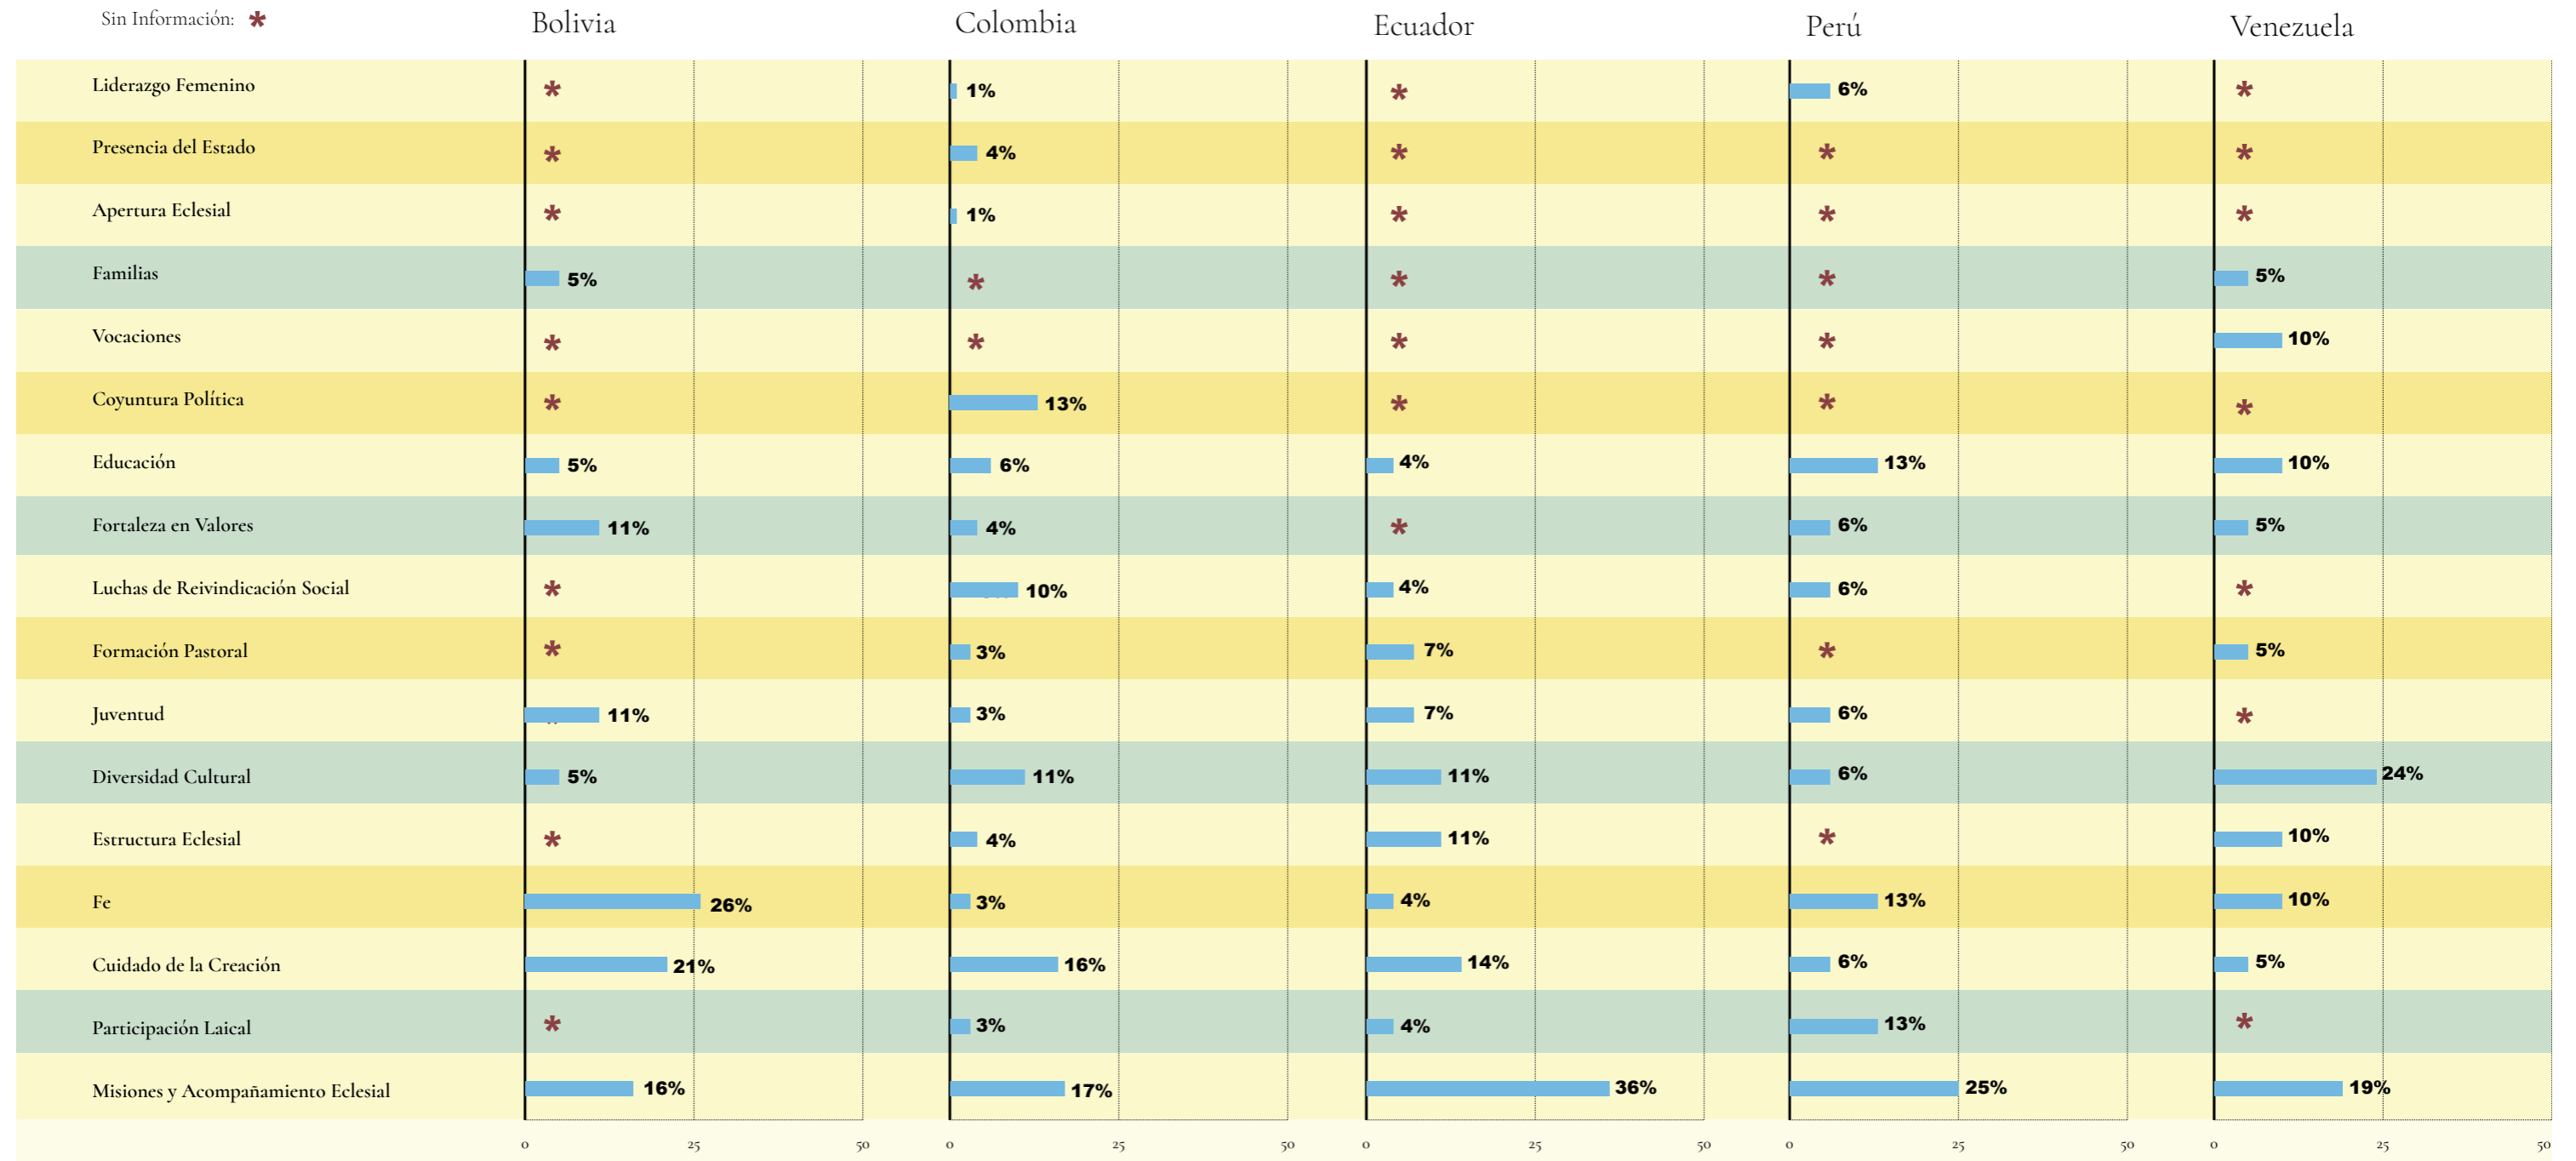 Sin Información: *
Bolivia Colombia Ecuador Perú Venezuela
Liderazgo Femenino * 1% * 6% *
Presencia del Estado * 4% * * *
Apertura Eclesial * 1% * * *
Familias 5% * * * 5%
Vocaciones * * * * 10%
Coyuntura Política * 13% * * *
Educación 5% 6% 4% 13% 10%
Fortaleza en Valores 11% 4% * 6% 5%
Luchas de Reivindicación Social * 10% 4% 6% *
Formación Pastoral * 3% 7% * 5%
Juventud 11% 3% 7% 6% *
Diversidad Cultural 5% 11% 11% 6% 24%
Estructura Eclesial * 4% 11% * 10%
Fe 26% 3% 4% 13% 10%
Cuidado de la Creación 21% 16% 14% 6% 5%
Participación Laical * 3% 4% 13% *
Misiones y Acompañamiento Eclesial 16% 17% 36% 25% 19%
0 25 50 0 25 50 0 25 50 0 25 50 0 25 50